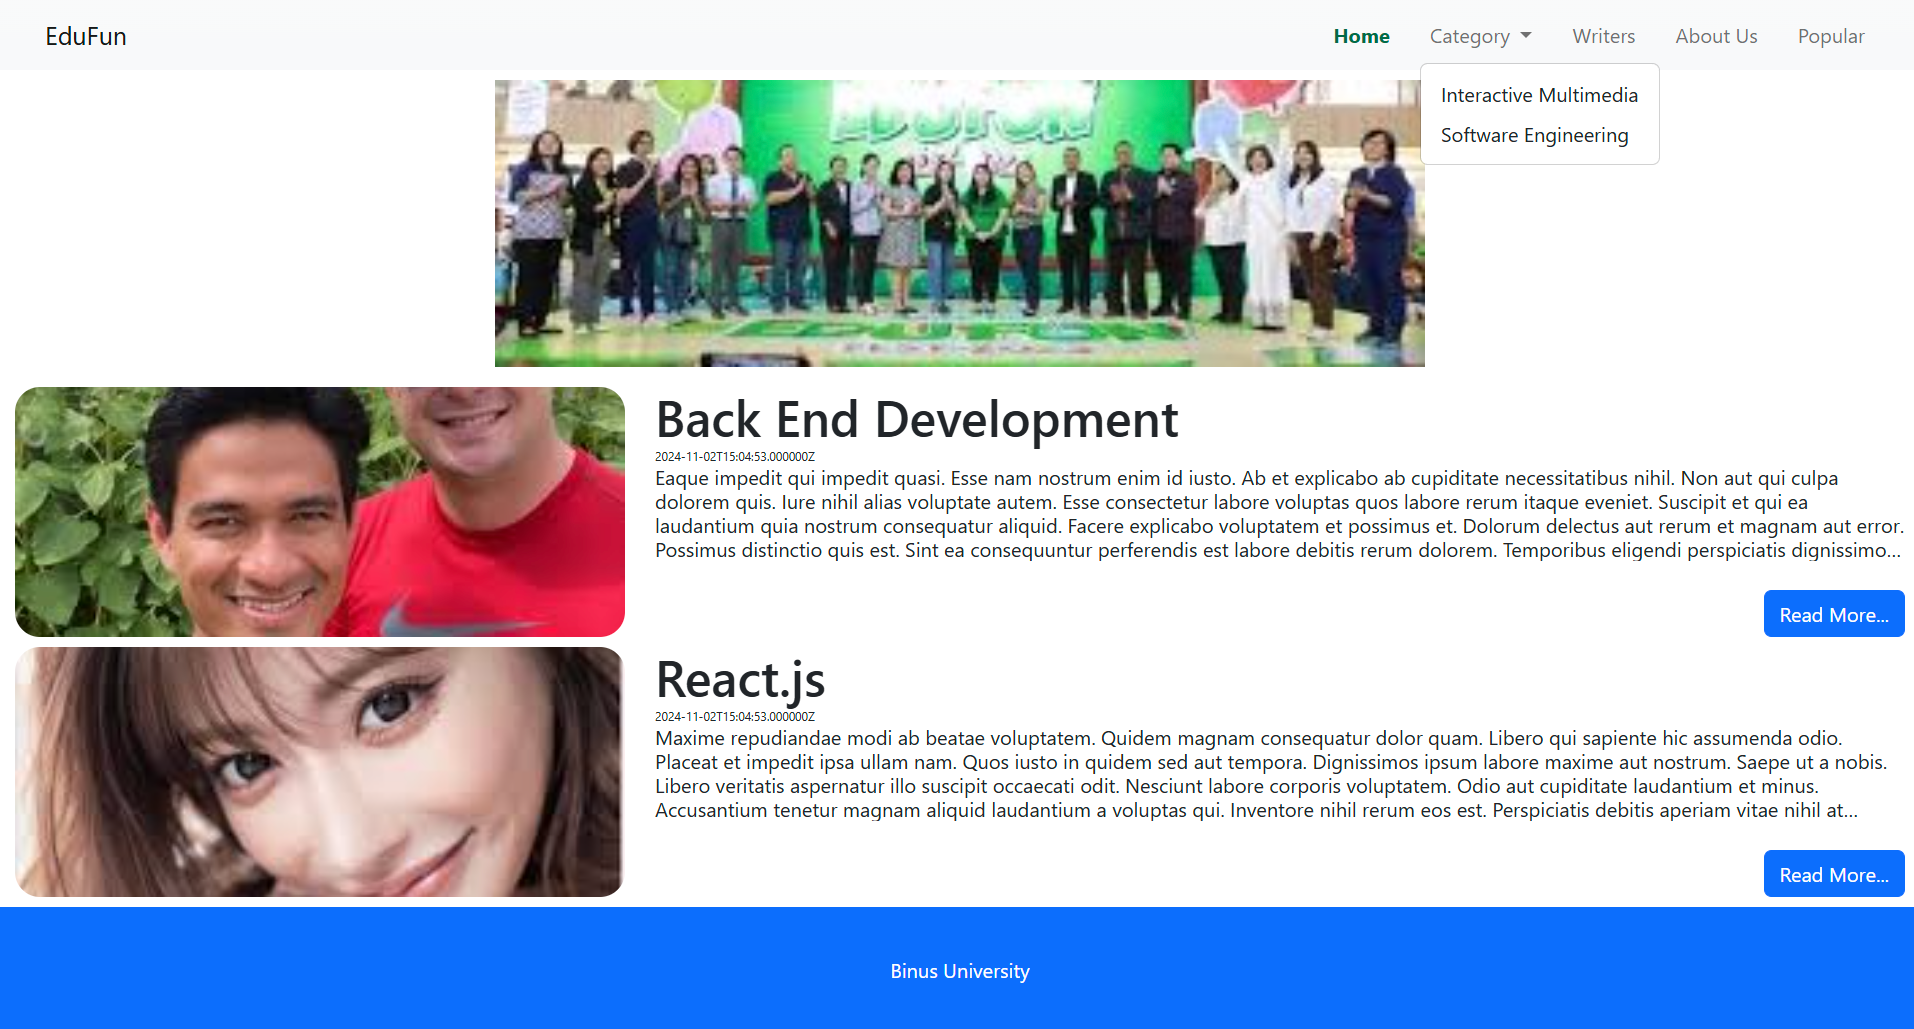 EduFun
Home Category Writers About Us Popular
Interactive Multimedia
Software Engineering
EDUFUN
Back End Development
2024-11-02T15:04:53.000000Z
Eaque impedit qui impedit quasi. Esse nam nostrum enim id iusto. Ab et explicabo ab cupiditate necessitatibus nihil. Non aut qui culpa
dolorem quis. Iure nihil alias voluptate autem. Esse consectetur labore voluptas quos labore rerum itaque eveniet. Suscipit et qui ea
laudantium quia nostrum consequatur aliquid. Facere explicabo voluptatem et possimus et. Dolorum delectus aut rerum et magnam aut error.
Possimus distinctio quis est. Sint ea consequuntur perferendis est labore debitis rerum dolorem. Temporibus eligendi perspiciatis dignissimo...
Read More...
React.js
2024-11-02T15:04:53.000000Z
Maxime repudiandae modi ab beatae voluptatem. Quidem magnam consequatur dolor quam. Libero qui sapiente hic assumenda odio.
Placeat et impedit ipsa ullam nam. Quos iusto in quidem sed aut tempora. Dignissimos ipsum labore maxime aut nostrum. Saepe ut a nobis.
Libero veritatis aspernatur illo suscipit occaecati odit. Nesciunt labore corporis voluptatem. Odio aut cupiditate laudantium et minus.
Accusantium tenetur magnam aliquid laudantium a voluptas qui. Inventore nihil rerum eos est. Perspiciatis debitis aperiam vitae nihil at...
Read More...
Binus University